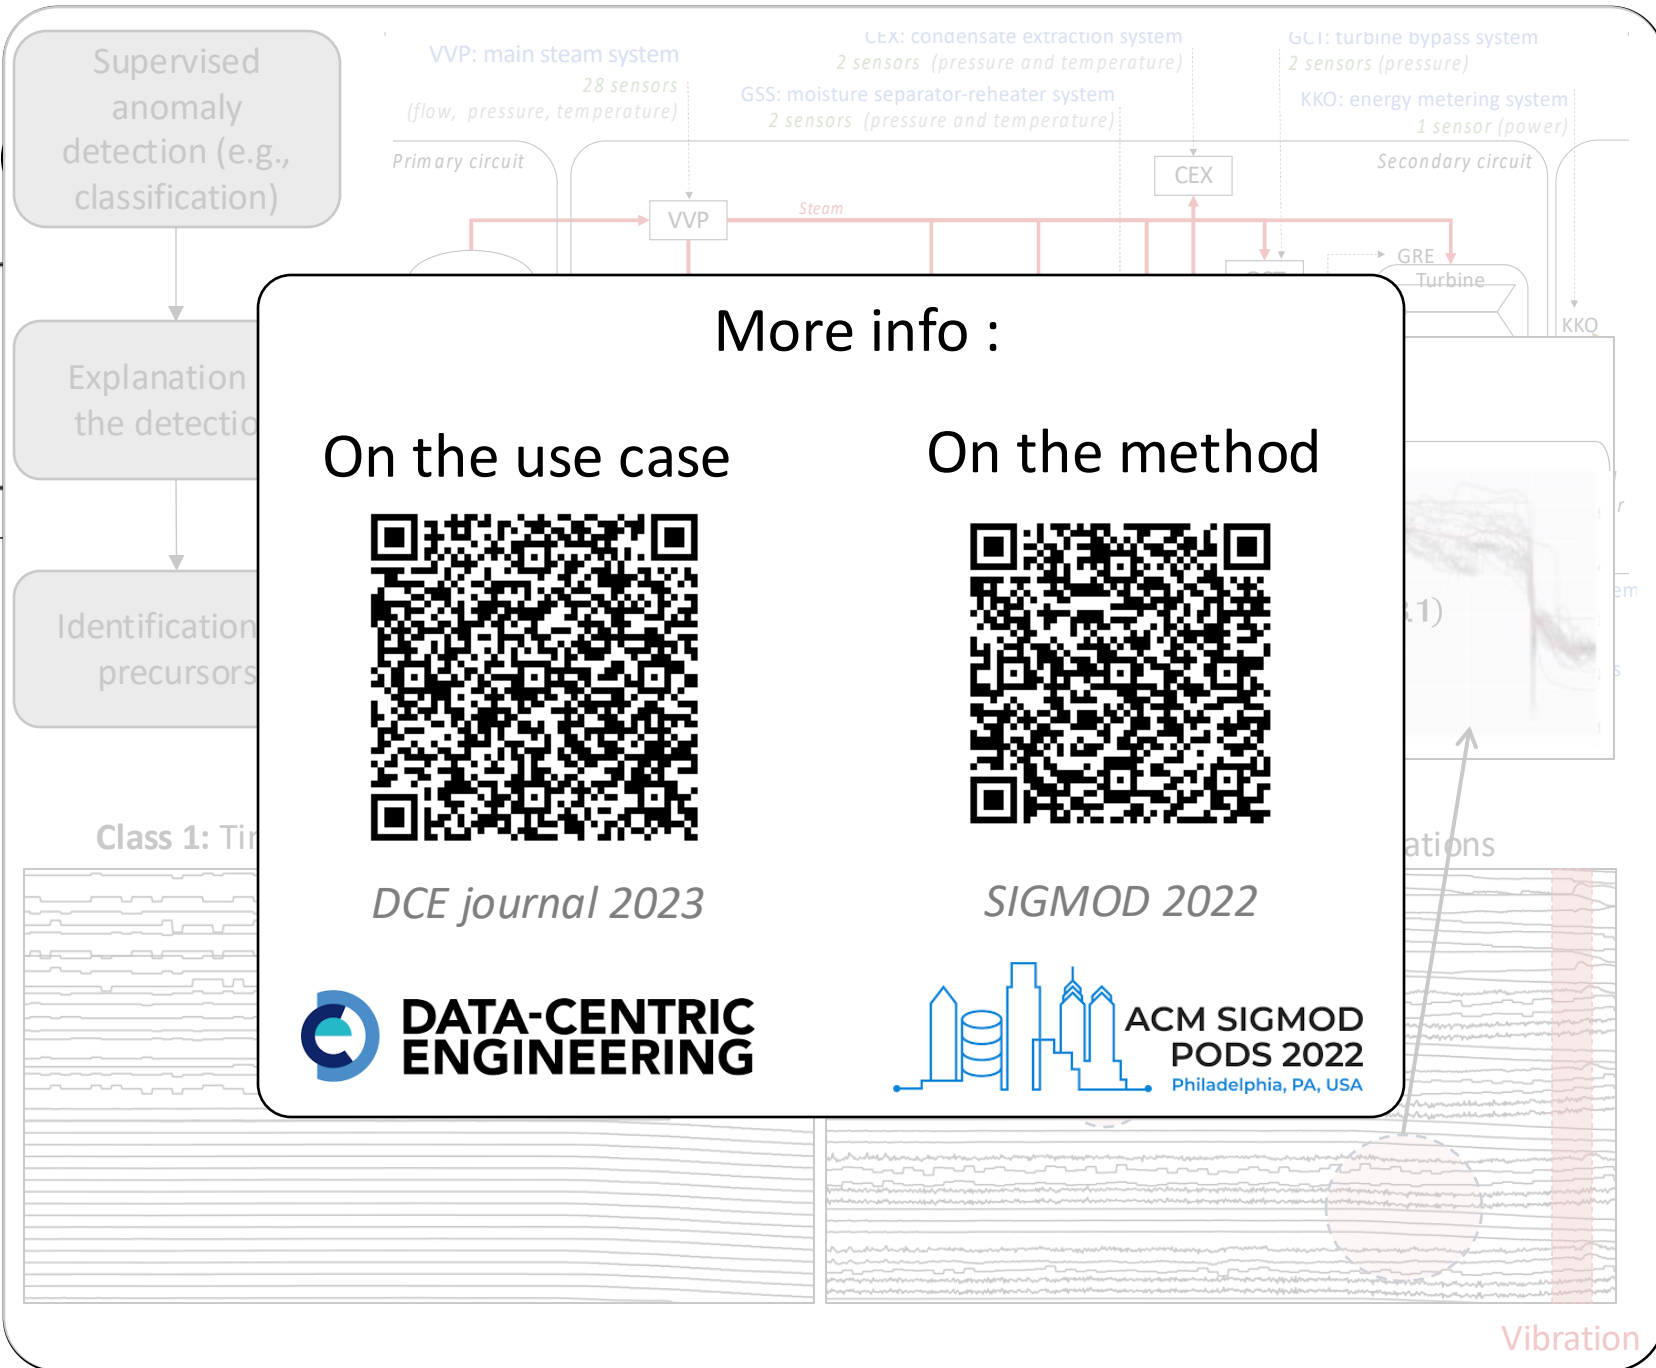 Supervised
anomaly
detection (e.g.,
classification)
Explanation
the detectio
Identification
precursors
VVP: main steam system
28 sensors
(flow, pressure, temperature)
CEX: condensate extraction system
2 sensors (pressure and temperature)
GSS: moisture separator-reheater system
2 sensors (pressure and temperature)
GCT: turbine bypass system
2 sensors (pressure)
KKO: energy metering system
1 sensor (power)
Primary circuit
Secondary circuit
CEX
VVP
Steam
GRE
Turbine
KKO
More info :
On the use case
On the method
DCE journal 2023
SIGMOD 2022
DATA-CENTRIC
ENGINEERING
ACM SIGMOD
PODS 2022
Philadelphia, PA, USA
.1)
Class 1: Tir
ations
Vibration